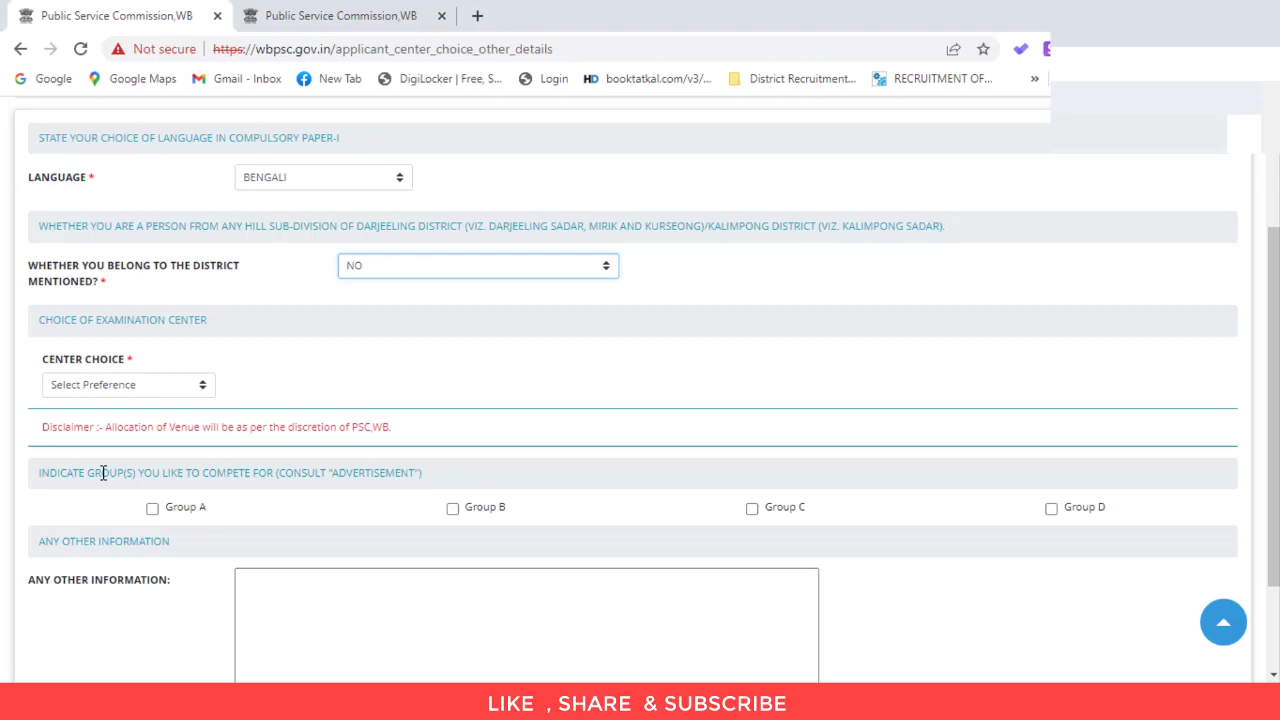 Public Service Commission,WB
Public Service Commission,WB
Not secure
https://wbpsc.gov.in/applicant_center_choice_other_details
Google
Google Maps
Gmail - Inbox
New Tab
DigiLocker | Free, S...
Login
HD booktatkal.com/v3/...
District Recruitment...
RECRUITMENT OF...
»
STATE YOUR CHOICE OF LANGUAGE IN COMPULSORY PAPER-I
LANGUAGE *
BENGALI
WHETHER YOU ARE A PERSON FROM ANY HILL SUB-DIVISION OF DARJEELING DISTRICT (VIZ. DARJEELING SADAR, MIRIK AND KURSEONG)/KALIMPONG DISTRICT (VIZ. KALIMPONG SADAR).
WHETHER YOU BELONG TO THE DISTRICT
MENTIONED? *
NO
CHOICE OF EXAMINATION CENTER
CENTER CHOICE *
Select Preference
Disclaimer :- Allocation of Venue will be as per the discretion of PSC,WB.
INDICATE GROUP(S) YOU LIKE TO COMPETE FOR (CONSULT "ADVERTISEMENT")
Group A
Group B
Group C
Group D
ANY OTHER INFORMATION
ANY OTHER INFORMATION:
LIKE , SHARE & SUBSCRIBE